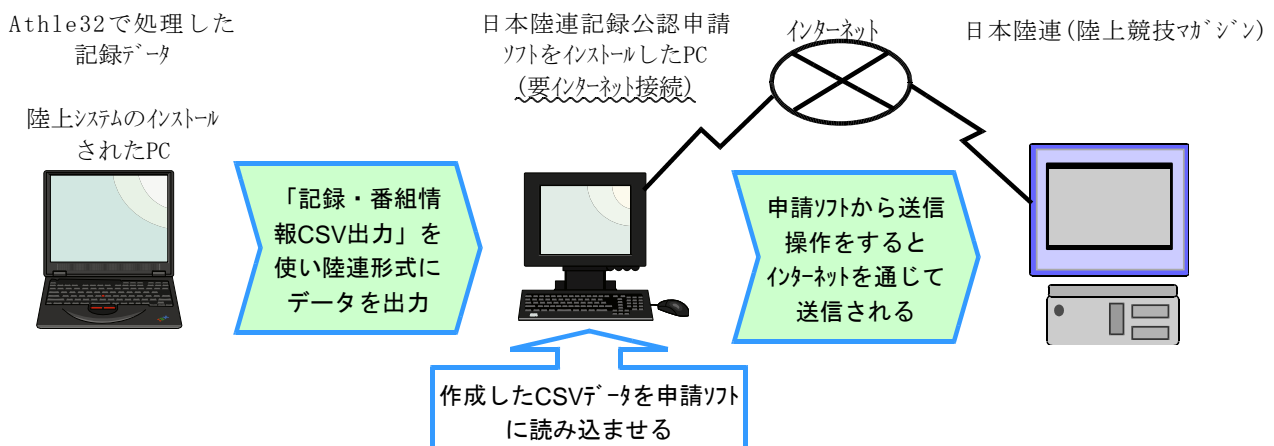 Athle32で処理した
記録ﾃﾞｰﾀ
陸上ｼｽﾃﾑのｲﾝｽﾄｰﾙ
されたPC
「記録・番組情
報CSV出力」を
使い陸連形式に
データを出力
日本陸連記録公認申請
ｿﾌﾄをｲﾝｽﾄｰﾙしたPC
(要ｲﾝﾀｰﾈｯﾄ接続)
作成したCSVﾃﾞｰﾀを申請ｿﾌﾄ
に読み込ませる
ｲﾝﾀｰﾈｯﾄ
申請ｿﾌﾄから送信
操作をすると
ｲﾝﾀｰﾈｯﾄを通じて
送信される
日本陸連(陸上競技ﾏｶﾞｼﾞﾝ)